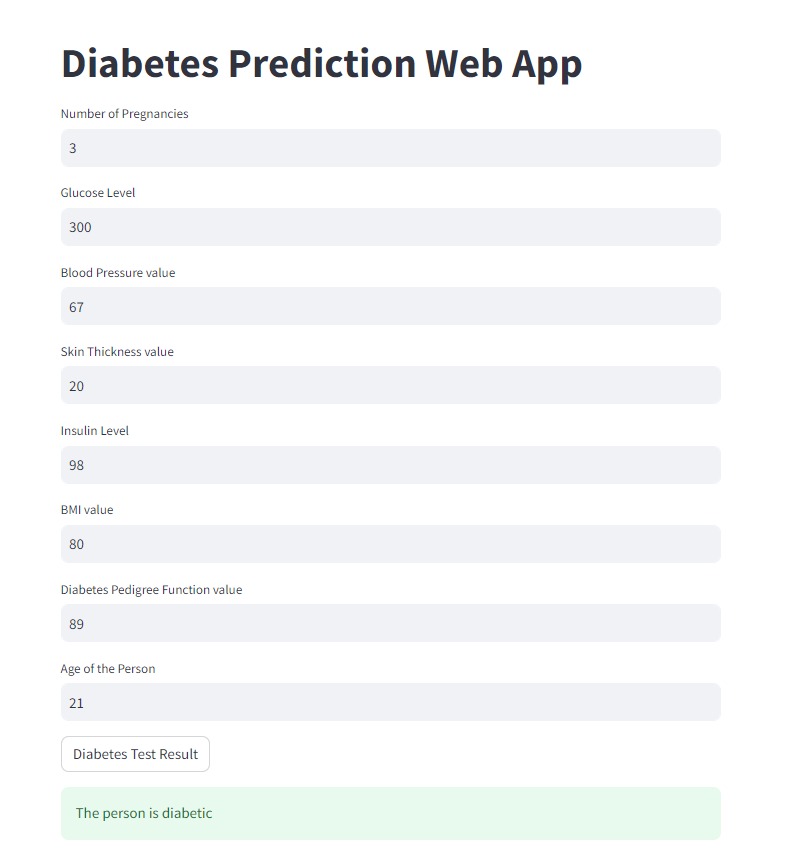 Diabetes Prediction Web App
Number of Pregnancies
3
Glucose Level
300
Blood Pressure value
67
Skin Thickness value
20
Insulin Level
98
BMI value
80
Diabetes Pedigree Function value
89
Age of the Person
21
Diabetes Test Result
The person is diabetic